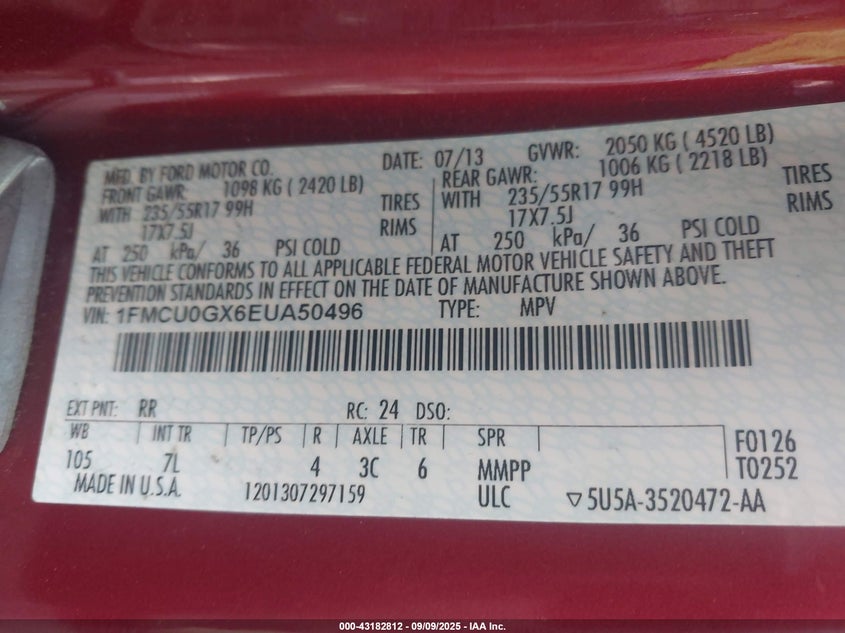 MFD. BY FORD MOTOR CO. DATE: 07/13 GVWR: 2050 KG ( 4520 LB)
FRONT GAWR: 1098 KG ( 2420 LB) REAR GAWR: 1006 KG ( 2218 LB)
WITH 235/55R17 99H TIRES WITH 235/55R17 99H TIRES
17X7.5J RIMS 17X7.5J RIMS
AT 250 kPa/ 36 PSI COLD AT 250 kPa/ 36 PSI COLD
THIS VEHICLE CONFORMS TO ALL APPLICABLE FEDERAL MOTOR VEHICLE SAFETY AND THEFT
PREVENTION STANDARDS IN EFFECT ON THE DATE OF MANUFACTURE SHOWN ABOVE.
VIN: 1FMCU0GX6EUA50496 TYPE: MPV
EXT PNT: RR RC: 24 DSO:
WB INT TR TP/PS R AXLE TR SPR F0126
105 7L 4 3C 6 MMPP T0252
MADE IN U.S.A. 1201307297159 ULC ▽5U5A-3520472-AA
000-43182812 - 09/09/2025 - IAA Inc.